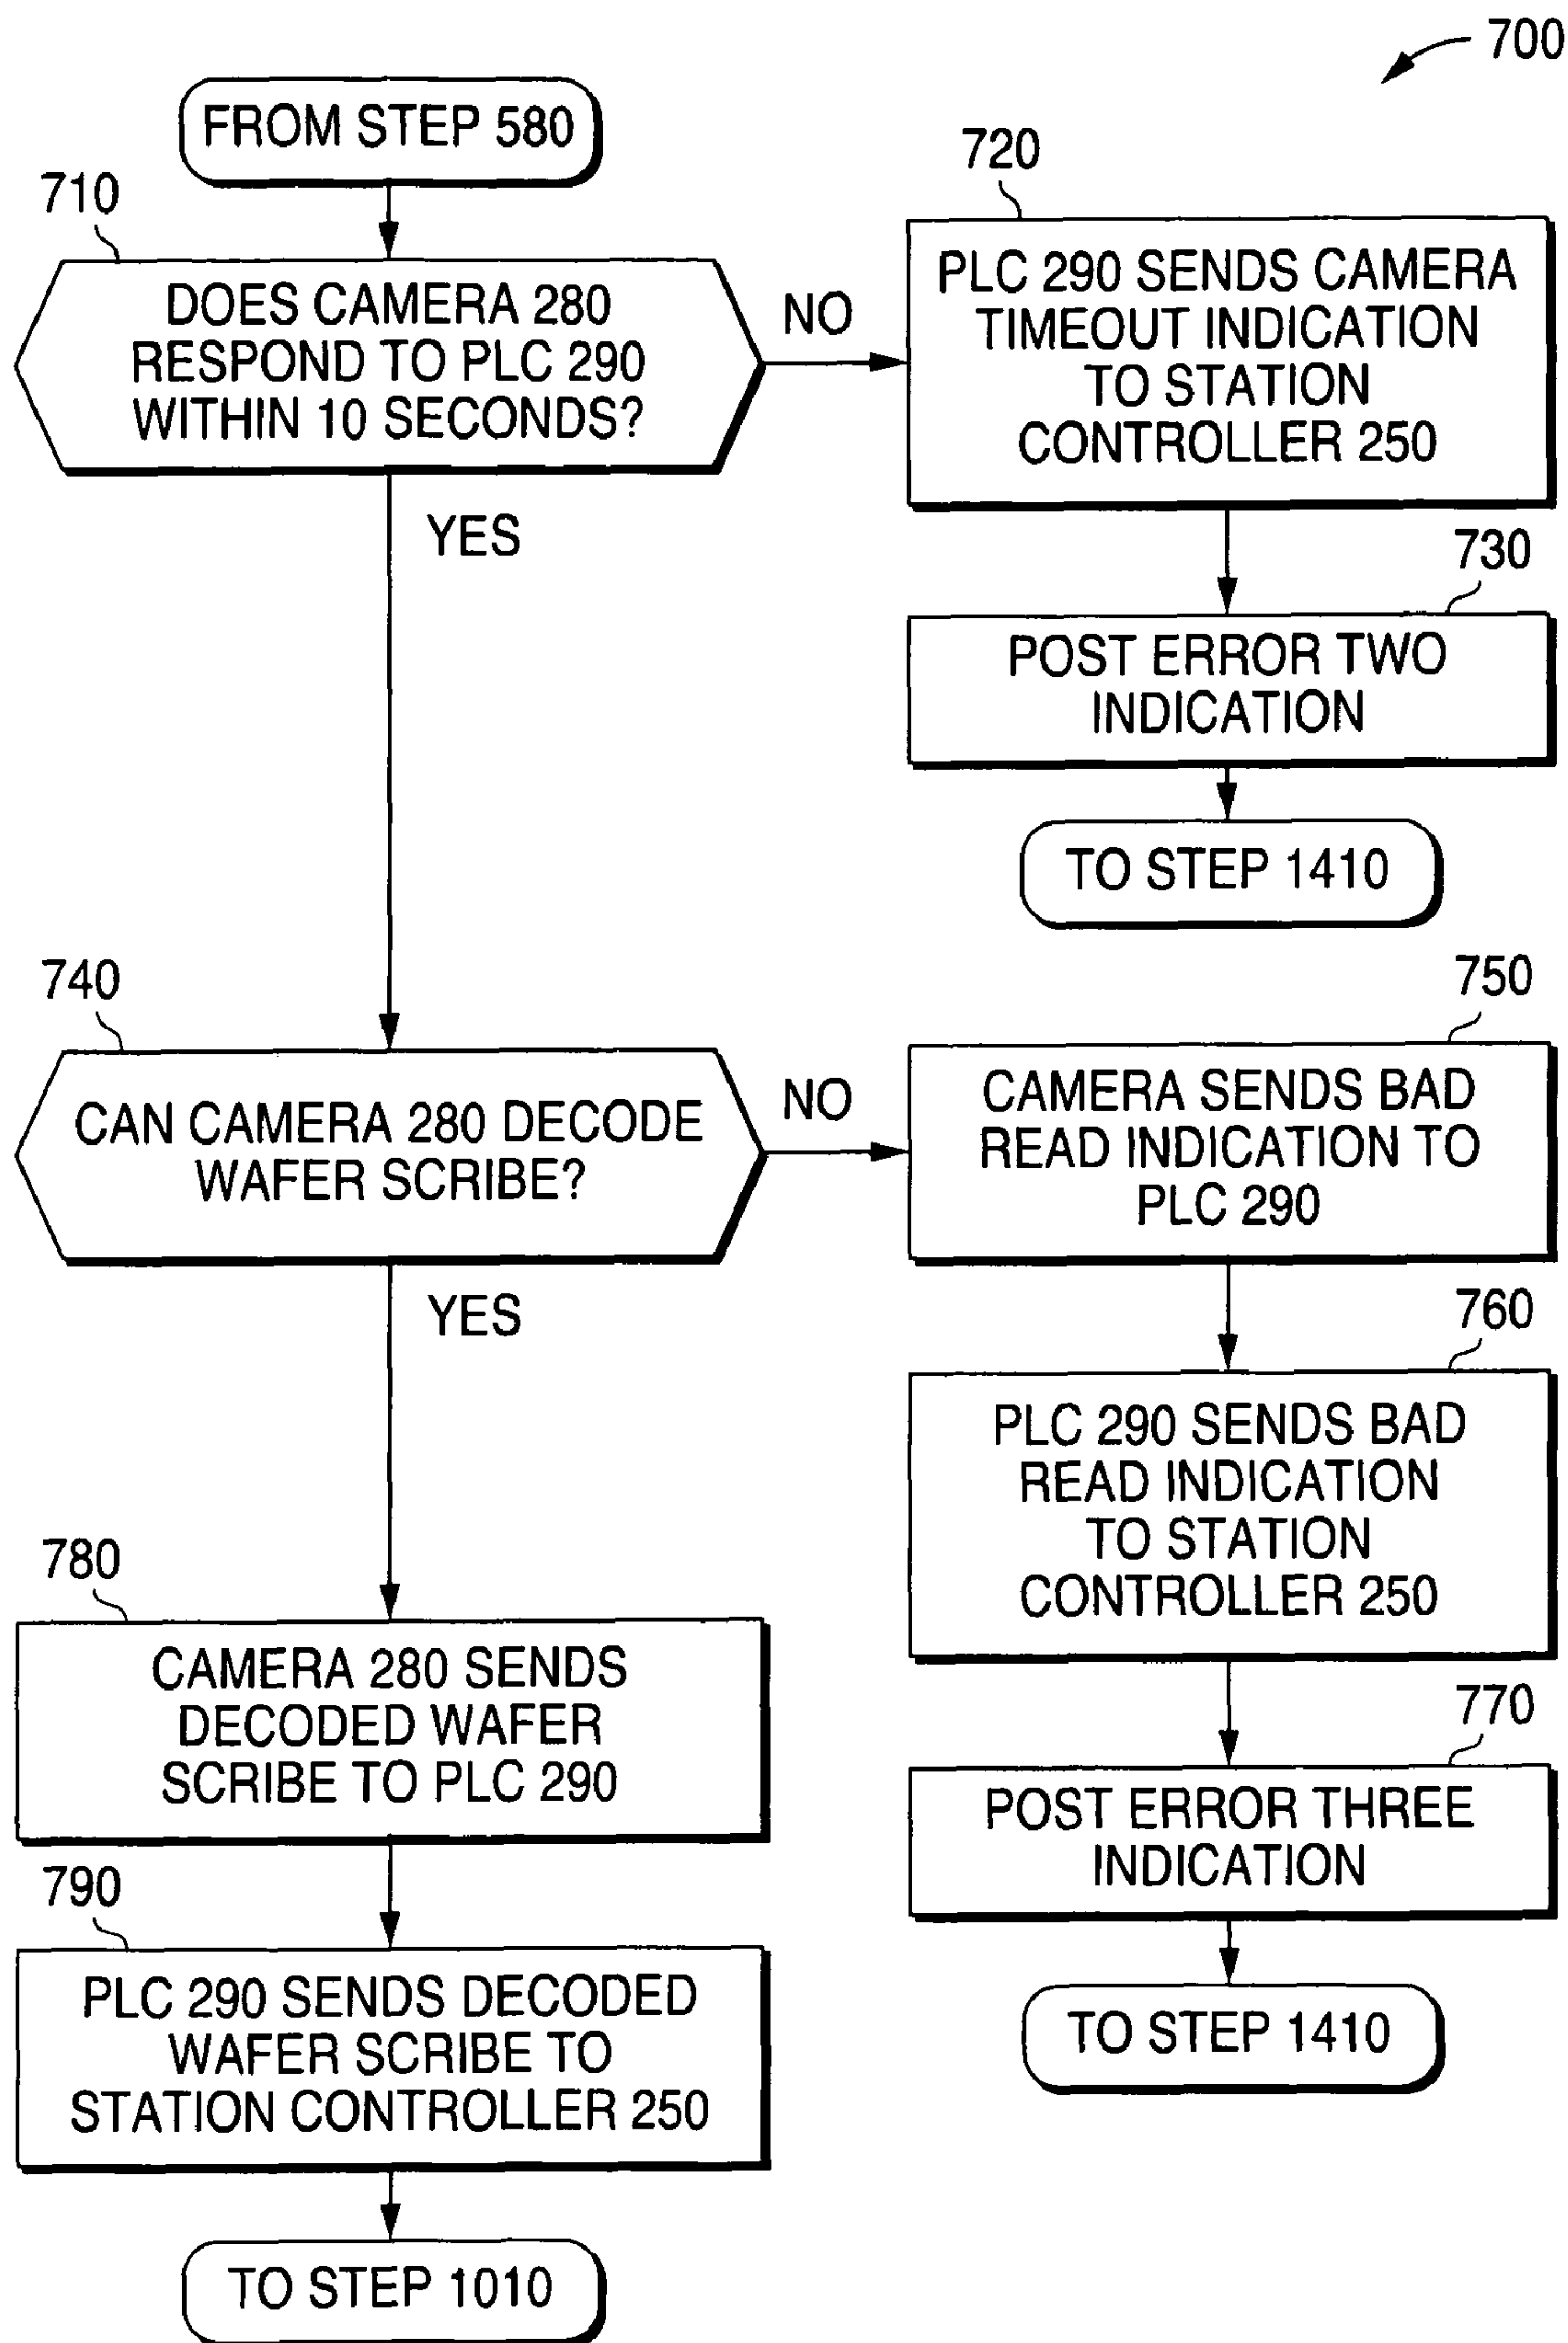 700
FROM STEP 580
710
DOES CAMERA 280
RESPOND TO PLC 290
WITHIN 10 SECONDS?
NO
YES
720
PLC 290 SENDS CAMERA
TIMEOUT INDICATION
TO STATION
CONTROLLER 250
730
POST ERROR TWO
INDICATION
TO STEP 1410
740
CAN CAMERA 280 DECODE
WAFER SCRIBE?
NO
YES
750
CAMERA SENDS BAD
READ INDICATION TO
PLC 290
760
PLC 290 SENDS BAD
READ INDICATION
TO STATION
CONTROLLER 250
770
POST ERROR THREE
INDICATION
TO STEP 1410
780
CAMERA 280 SENDS
DECODED WAFER
SCRIBE TO PLC 290
790
PLC 290 SENDS DECODED
WAFER SCRIBE TO
STATION CONTROLLER 250
TO STEP 1010